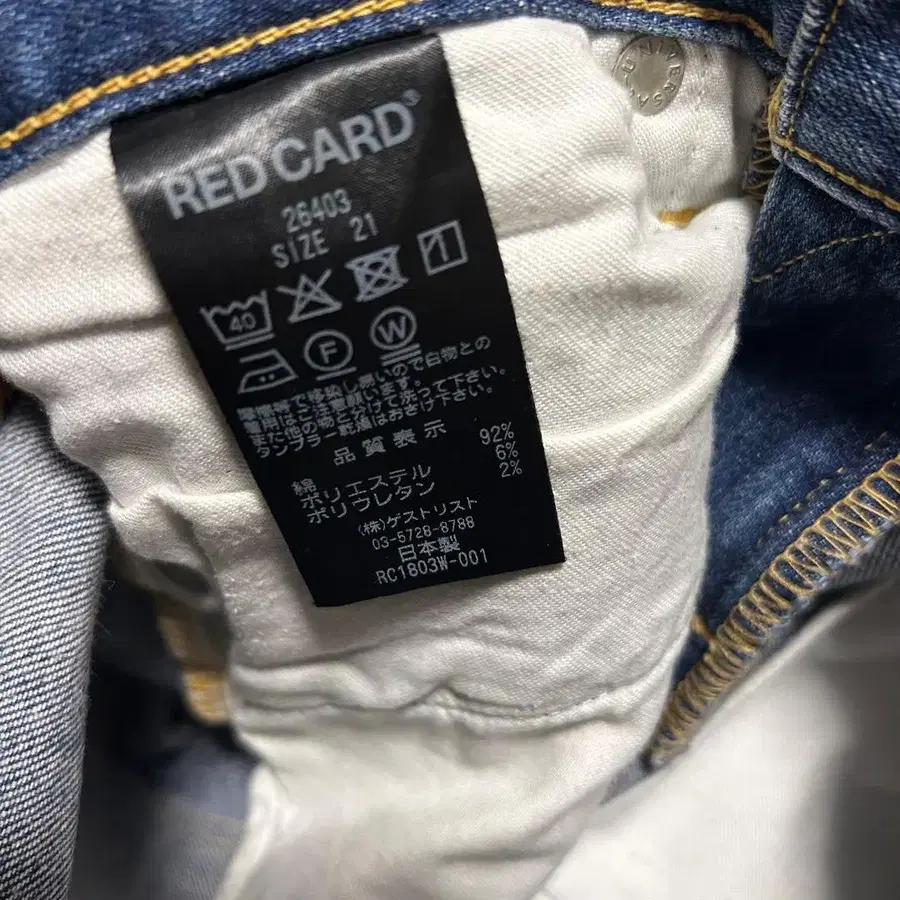 RED CARD®
26403
SIZE 21
40
1
F
W
環境等で移染し易いので白物との
着用はご注意願います。
また他の物と分けて洗って下さい。
タンブラー乾燥はおさけ下さい。
品質表示
綿 92%
ポリエステル 6%
ポリウレタン 2%
(株)ゲストリスト
03-5728-8788
日本製
RC1803W-001
UNIVERSAL